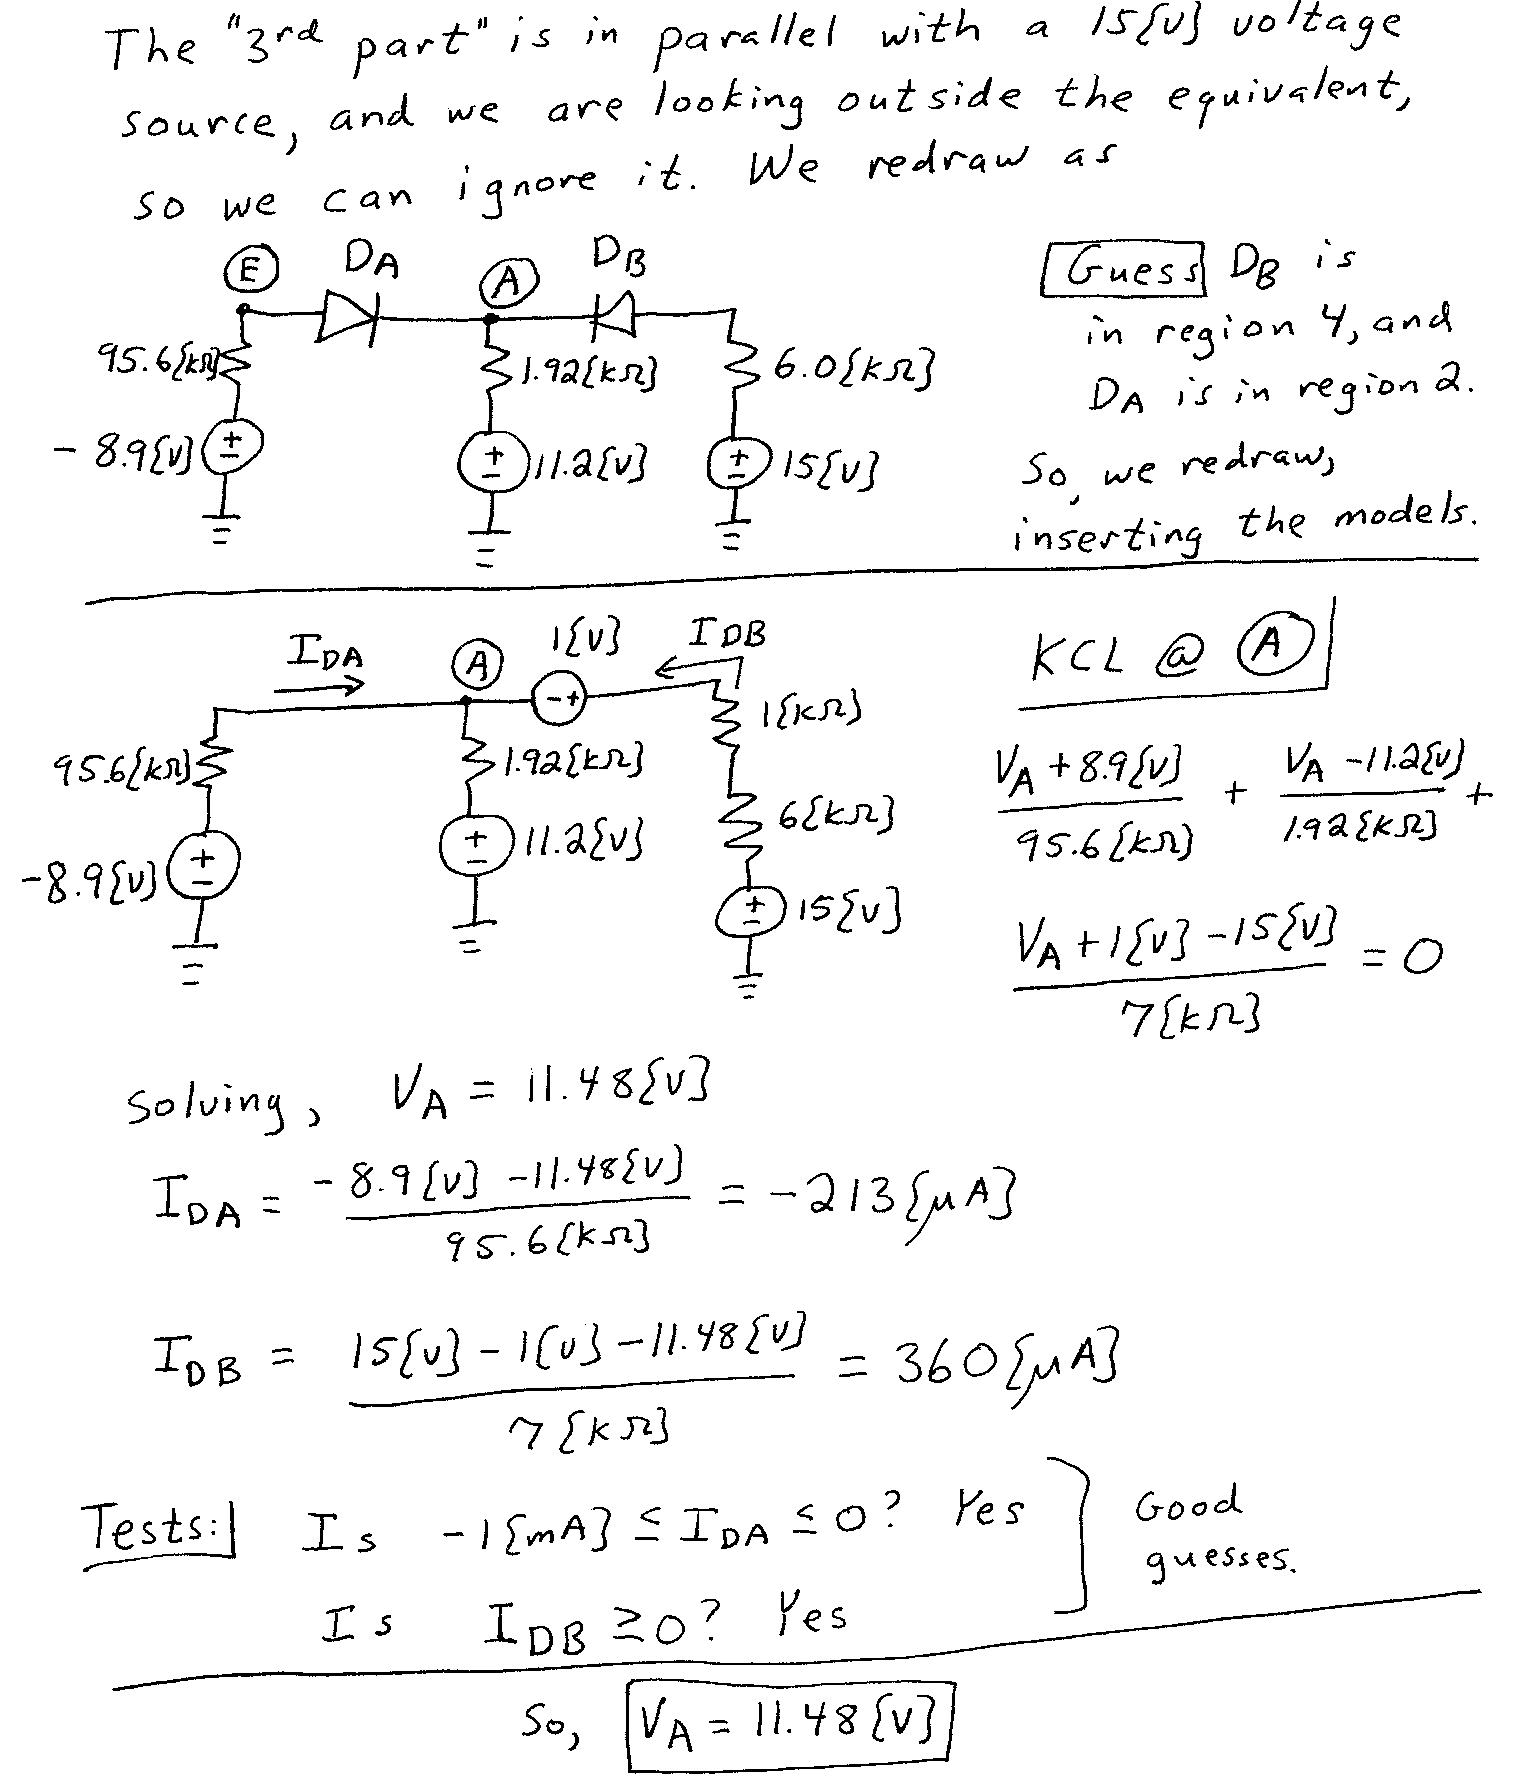 The "3rd part" is in parallel with a 15{v} voltage
source, and we are looking outside the equivalent,
so we can ignore it. We redraw as
E DA A DB
95.6{kΩ} 1.92{kΩ} 6.0{kΩ}
- 8.9{v} + - 11.2{v} + - 15{v} + -
Guess DB is
in region 4, and
DA is in region 2.
So, we redraw,
inserting the models.
IDA A 1{v} IDB
- +
1{kΩ}
95.6{kΩ} 1.92{kΩ} 6{kΩ}
-8.9{v} + - 11.2{v} + - 15{v} + -
KCL @ A
(VA + 8.9{v}) / 95.6{kΩ} + (VA - 11.2{v}) / 1.92{kΩ} +
(VA + 1{v} - 15{v}) / 7{kΩ} = 0
Solving, VA = 11.48{v}
IDA = (-8.9{v} - 11.48{v}) / 95.6{kΩ} = -213{μA}
IDB = (15{v} - 1{v} - 11.48{v}) / 7{kΩ} = 360{μA}
Tests: Is -1{mA} ≤ IDA ≤ 0? Yes
Is IDB ≥ 0? Yes
Good
guesses.
So, VA = 11.48{v}